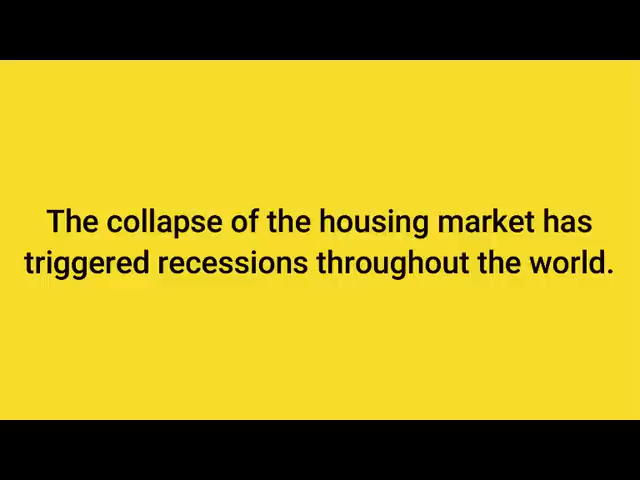 The collapse of the housing market has
triggered recessions throughout the world.